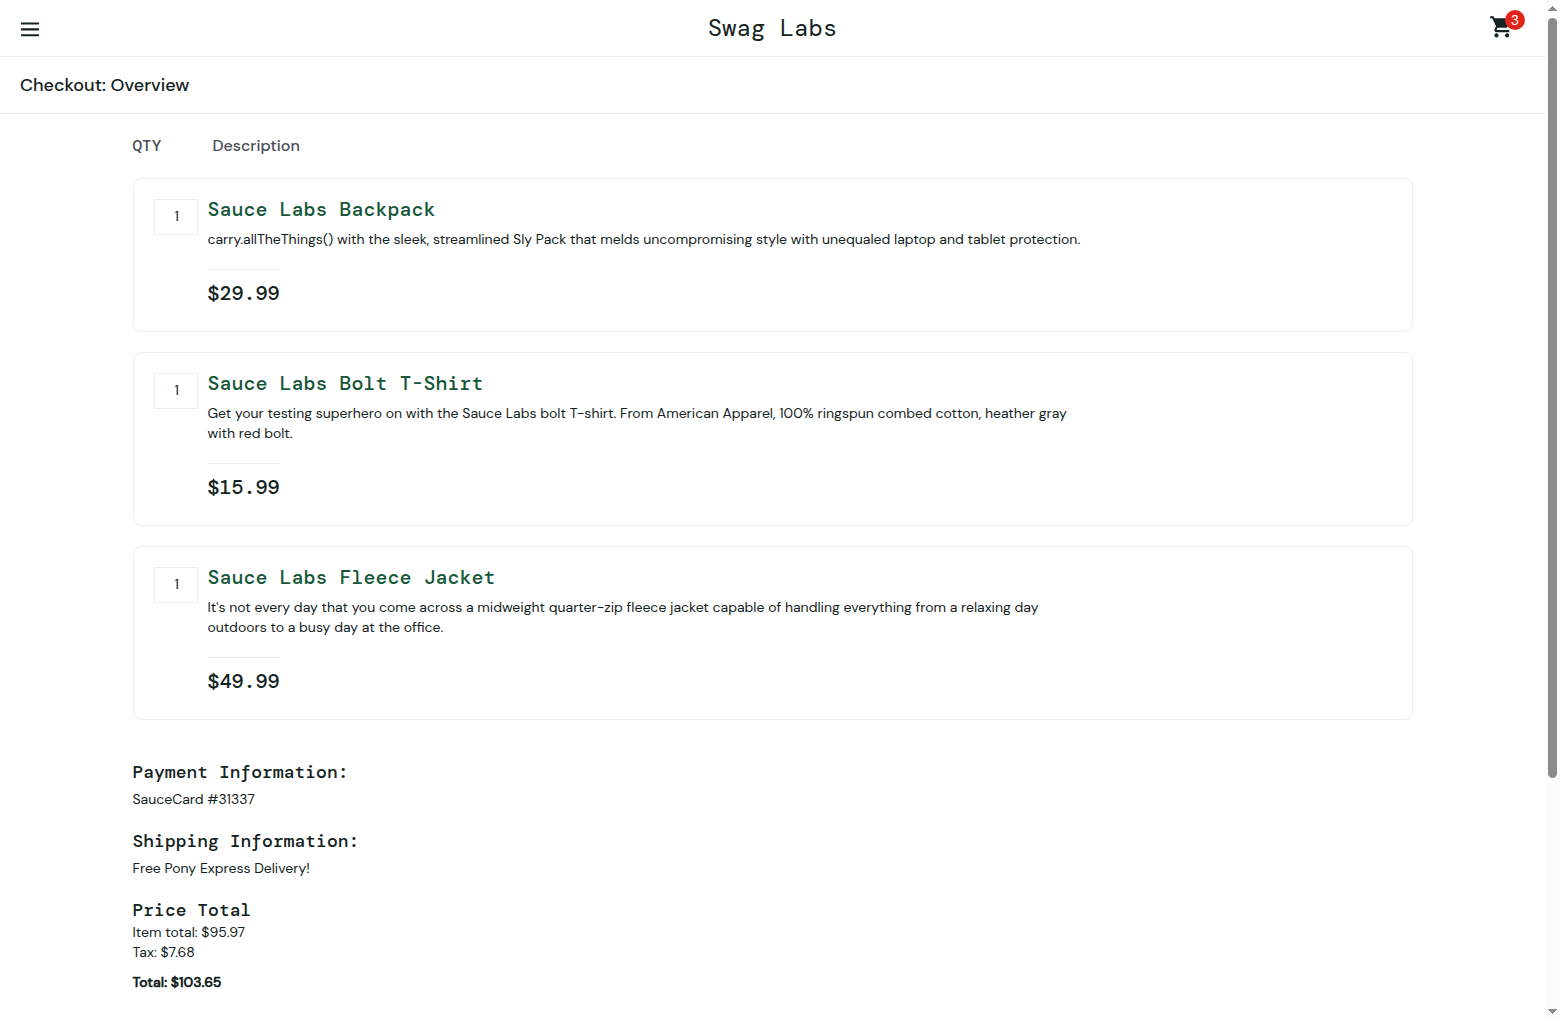 Swag Labs
3
Checkout: Overview
QTY Description
1
Sauce Labs Backpack
carry.allTheThings() with the sleek, streamlined Sly Pack that melds uncompromising style with unequaled laptop and tablet protection.
$29.99
1
Sauce Labs Bolt T-Shirt
Get your testing superhero on with the Sauce Labs bolt T-shirt. From American Apparel, 100% ringspun combed cotton, heather gray
with red bolt.
$15.99
1
Sauce Labs Fleece Jacket
It's not every day that you come across a midweight quarter-zip fleece jacket capable of handling everything from a relaxing day
outdoors to a busy day at the office.
$49.99
Payment Information:
SauceCard #31337
Shipping Information:
Free Pony Express Delivery!
Price Total
Item total: $95.97
Tax: $7.68
Total: $103.65